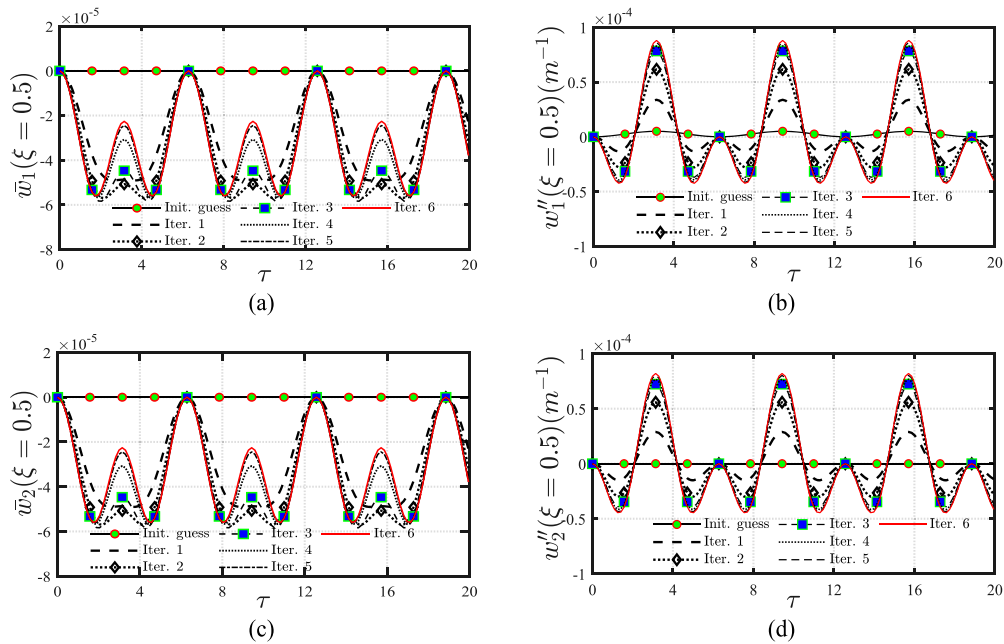 ×10⁻⁵
2
0
-2
-4
-6
-8
w̄₁(ξ = 0.5)
Init. guess Iter. 3 Iter. 6
Iter. 1 Iter. 4
Iter. 2 Iter. 5
0 4 8 12 16 20
τ
(a)
×10⁻⁴
1
0.5
0
-0.5
-1
w₁″(ξ = 0.5)(m⁻¹)
Init. guess Iter. 3 Iter. 6
Iter. 1 Iter. 4
Iter. 2 Iter. 5
0 4 8 12 16 20
τ
(b)
×10⁻⁵
2
0
-2
-4
-6
-8
w̄₂(ξ = 0.5)
Init. guess Iter. 3 Iter. 6
Iter. 1 Iter. 4
Iter. 2 Iter. 5
0 4 8 12 16 20
τ
(c)
×10⁻⁴
1
0.5
0
-0.5
-1
w₂″(ξ = 0.5)(m⁻¹)
Init. guess Iter. 3 Iter. 6
Iter. 1 Iter. 4
Iter. 2 Iter. 5
0 4 8 12 16 20
τ
(d)